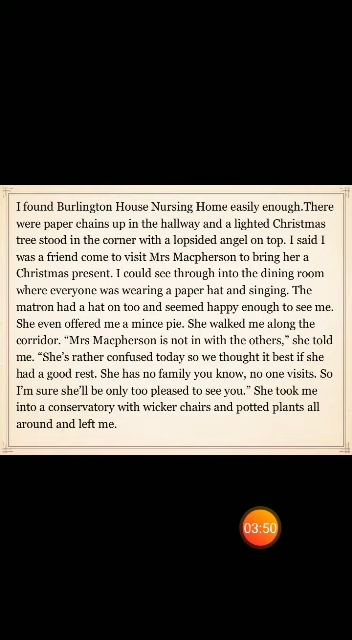 I found Burlington House Nursing Home easily enough.There
were paper chains up in the hallway and a lighted Christmas
tree stood in the corner with a lopsided angel on top. I said I
was a friend come to visit Mrs Macpherson to bring her a
Christmas present. I could see through into the dining room
where everyone was wearing a paper hat and singing. The
matron had a hat on too and seemed happy enough to see me.
She even offered me a mince pie. She walked me along the
corridor. “Mrs Macpherson is not in with the others,” she told
me. “She’s rather confused today so we thought it best if she
had a good rest. She has no family you know, no one visits. So
I’m sure she’ll be only too pleased to see you.” She took me
into a conservatory with wicker chairs and potted plants all
around and left me.
03:50